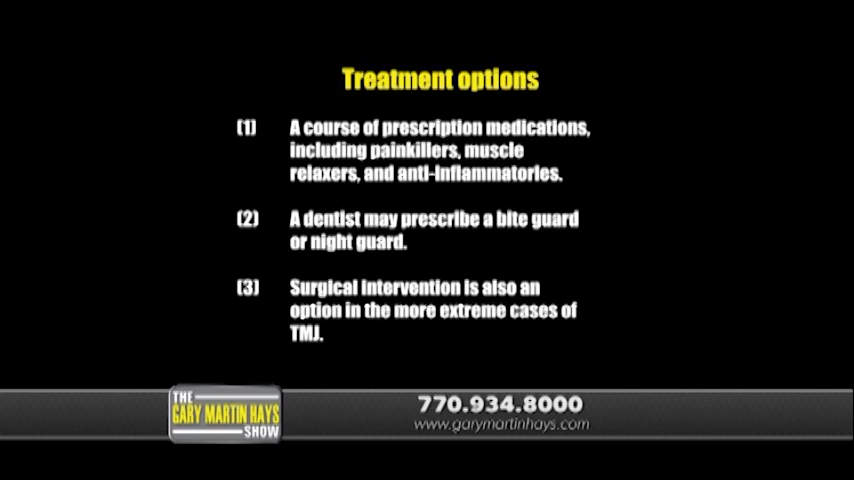 Treatment options
(1) A course of prescription medications,
including painkillers, muscle
relaxers, and anti-inflammatories.
(2) A dentist may prescribe a bite guard
or night guard.
(3) Surgical intervention is also an
option in the more extreme cases of
TMJ.
THE
GARY MARTIN HAYS
SHOW
770.934.8000
www.garymartinhays.com